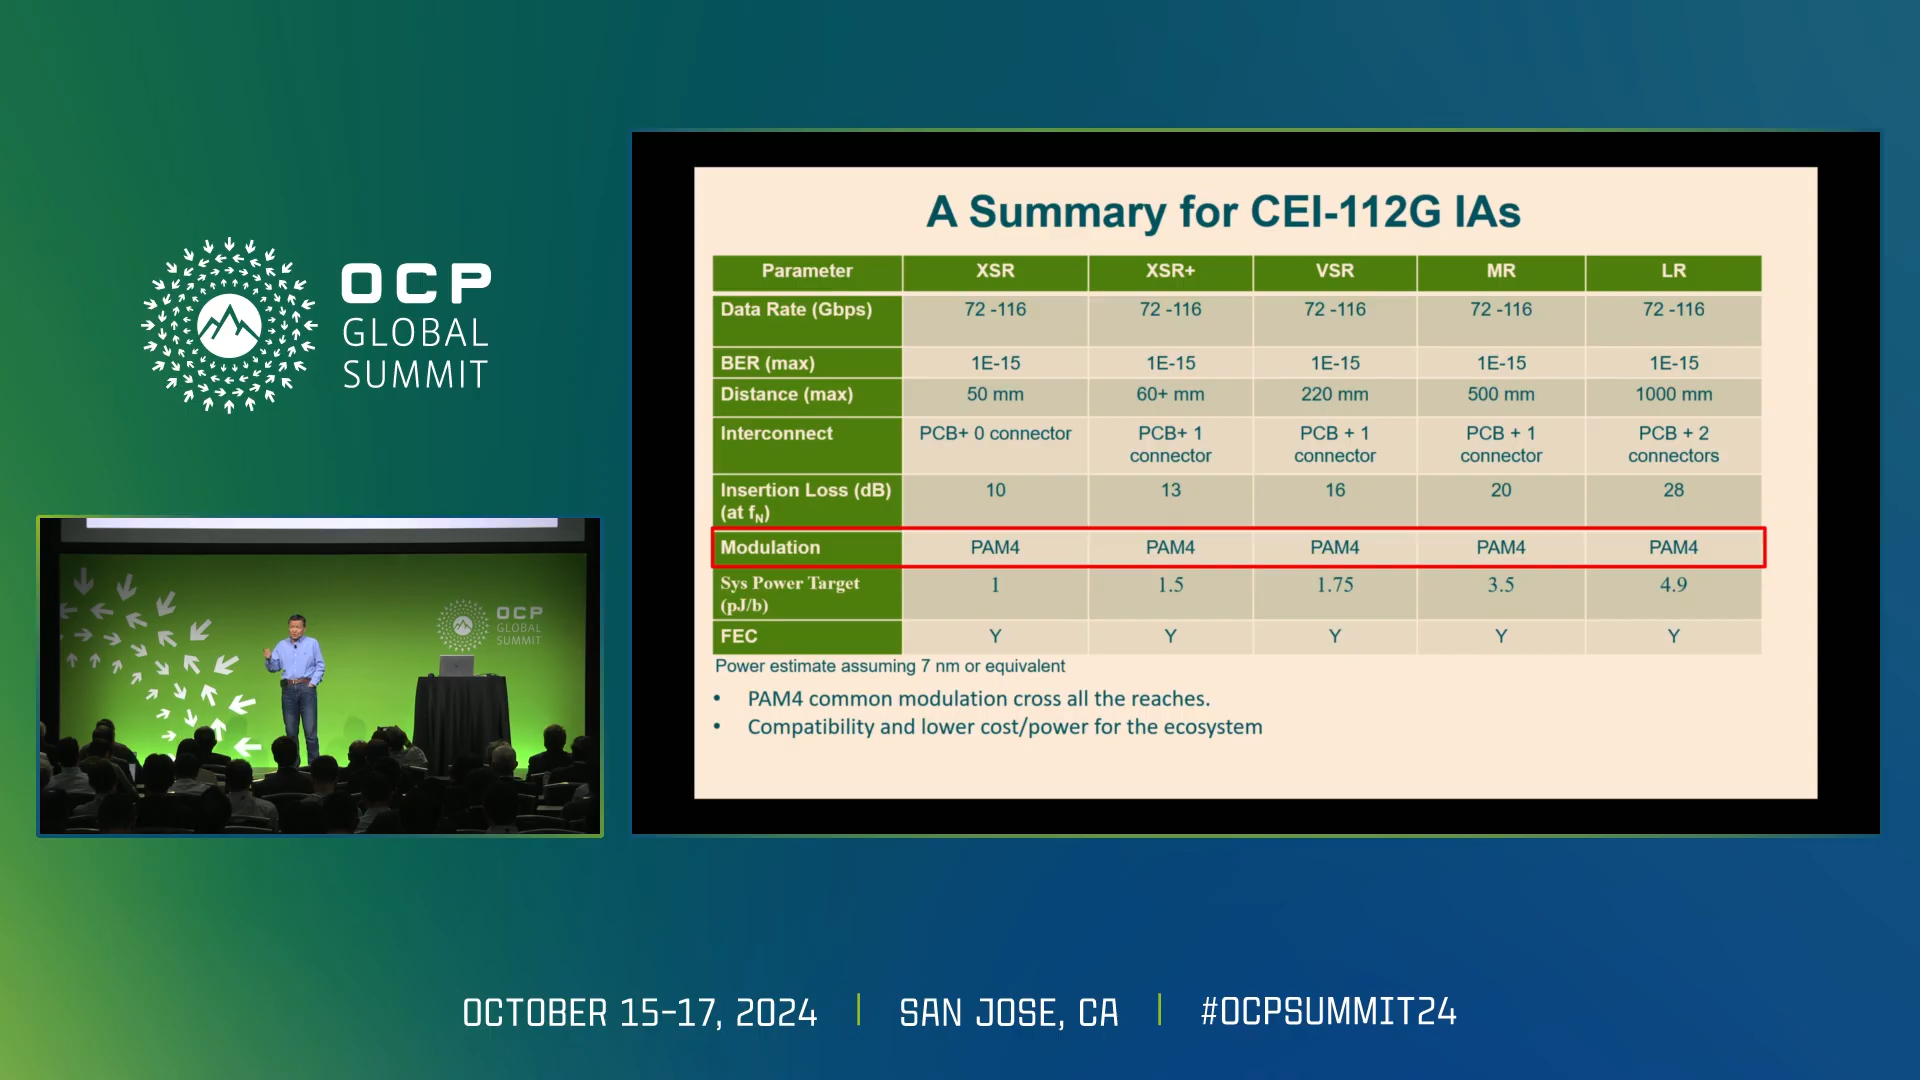 OCP
GLOBAL
SUMMIT
A Summary for CEI-112G IAs
Parameter XSR XSR+ VSR MR LR
Data Rate (Gbps) 72 -116 72 -116 72 -116 72 -116 72 -116
BER (max) 1E-15 1E-15 1E-15 1E-15 1E-15
Distance (max) 50 mm 60+ mm 220 mm 500 mm 1000 mm
Interconnect PCB+ 0 connector PCB+ 1 connector PCB + 1 connector PCB + 1 connector PCB + 2 connectors
Insertion Loss (dB) (at fN) 10 13 16 20 28
Modulation PAM4 PAM4 PAM4 PAM4 PAM4
Sys Power Target (pJ/b) 1 1.5 1.75 3.5 4.9
FEC Y Y Y Y Y
Power estimate assuming 7 nm or equivalent
• PAM4 common modulation cross all the reaches.
• Compatibility and lower cost/power for the ecosystem
OCP
GLOBAL
SUMMIT
OCTOBER 15-17, 2024 | SAN JOSE, CA | #OCPSUMMIT24